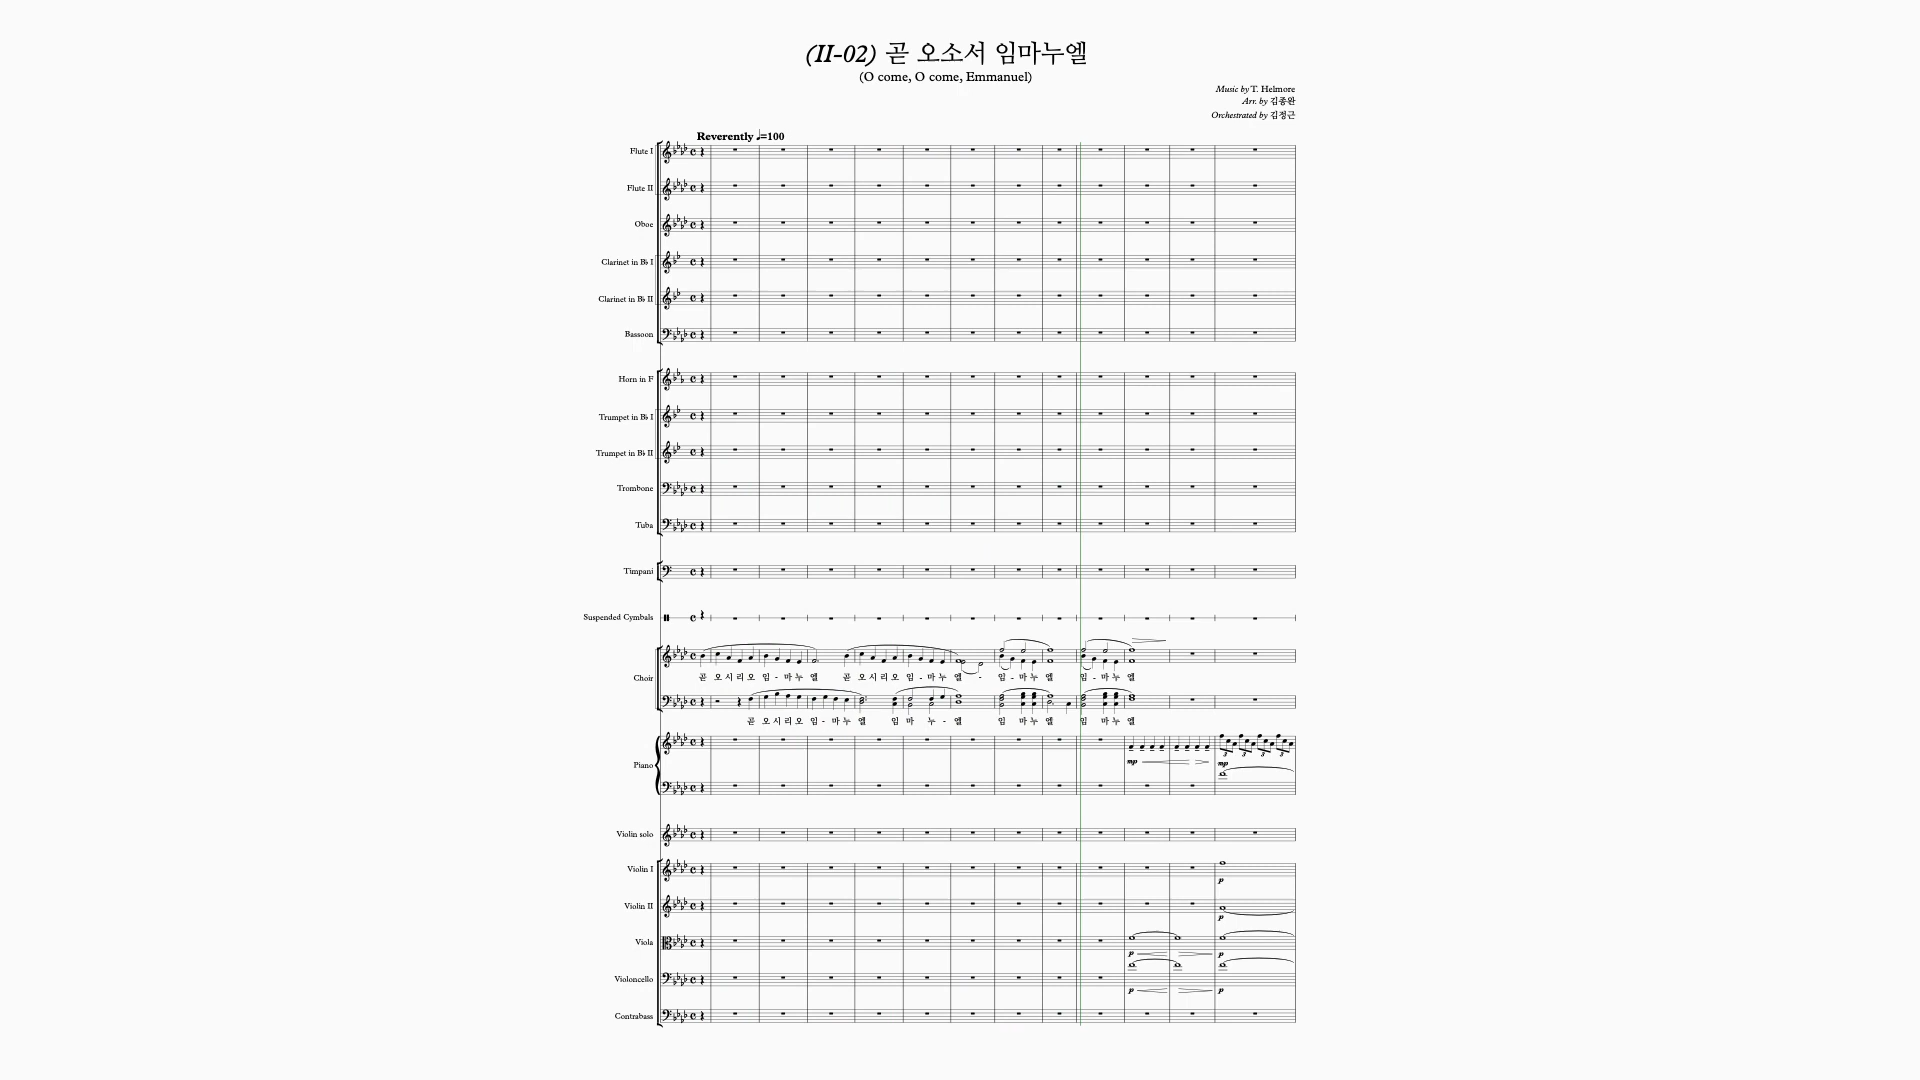 (II-02) 곧 오소서 임마누엘
(O come, O come, Emmanuel)
Music by T. Helmore
Arr. by 김종완
Orchestrated by 김정근
Reverently ♩=100
Flute I
Flute II
Oboe
Clarinet in B♭ I
Clarinet in B♭ II
Bassoon
Horn in F
Trumpet in B♭ I
Trumpet in B♭ II
Trombone
Tuba
Timpani
Suspended Cymbals
Choir
곧 오 시 리 오 임 - 마 누 엘 곧 오 시 리 오 임 - 마 누 엘 - 임 - 마 누 엘 임 - 마 누 엘
곧 오 시 리 오 임 - 마 누 엘 임 마 누 - 엘 임 마 누 엘 임 마 누 엘
Piano
3 3 3 3
mp mp
Violin solo
Violin I
p
Violin II
p
Viola
p p
Violoncello
p p
Contrabass